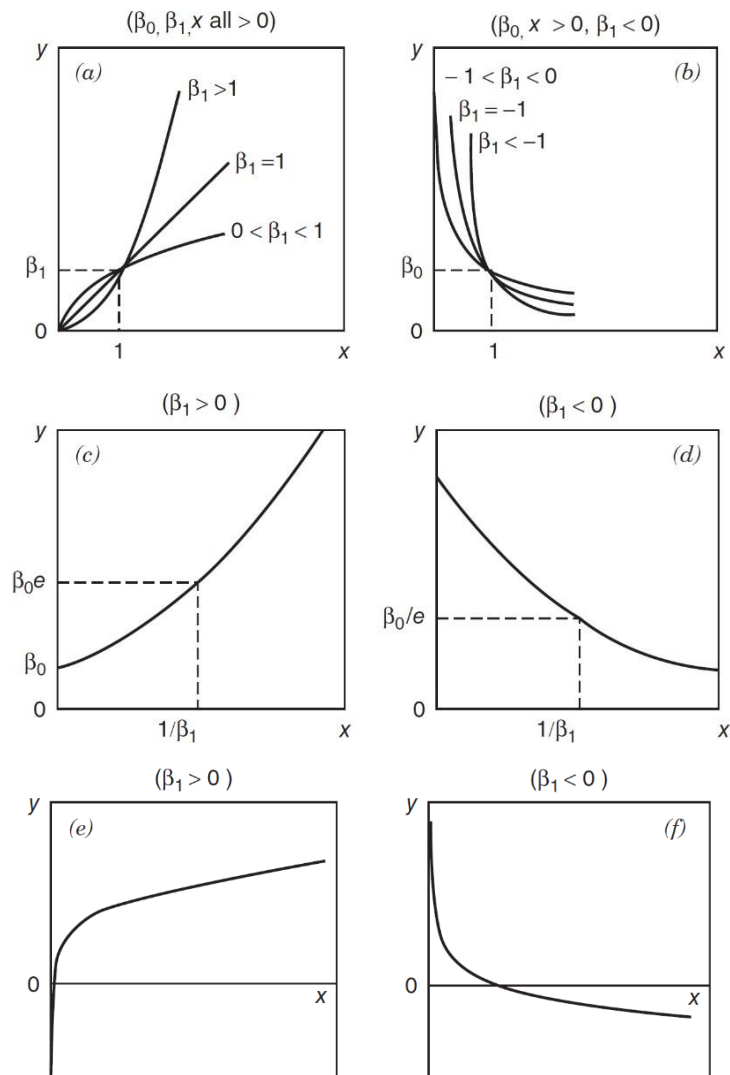 (β0, β1,x all > 0)
y
(a)
β1 >1
β1 =1
0 < β1 < 1
β1
0
1
x
(β0, x > 0, β1 < 0)
y
(b)
− 1 < β1 < 0
β1 = −1
β1 < −1
β0
0
1
x
(β1 > 0 )
y
(c)
β0e
β0
0
1/β1
x
(β1 < 0)
y
(d)
β0/e
0
1/β1
x
(β1 > 0 )
y
(e)
0
x
(β1 < 0 )
y
(f)
0
x